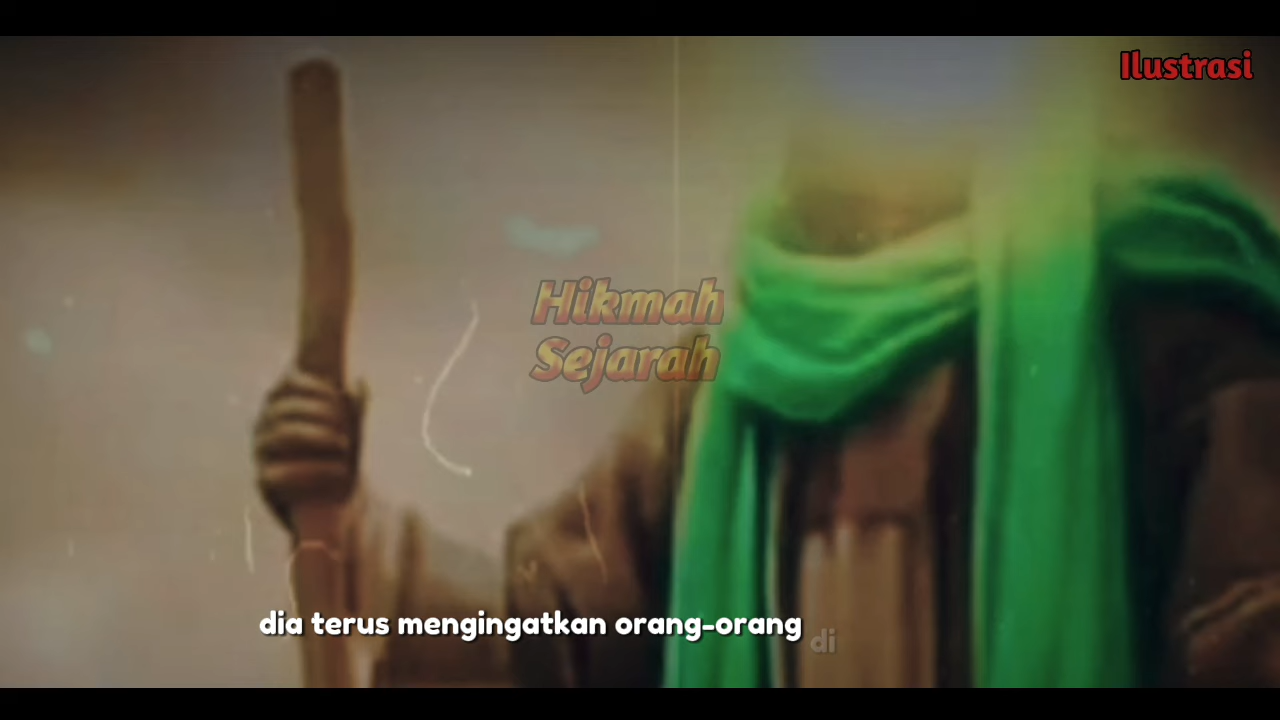 Ilustrasi
Hikmah
Sejarah
dia terus mengingatkan orang-orang di